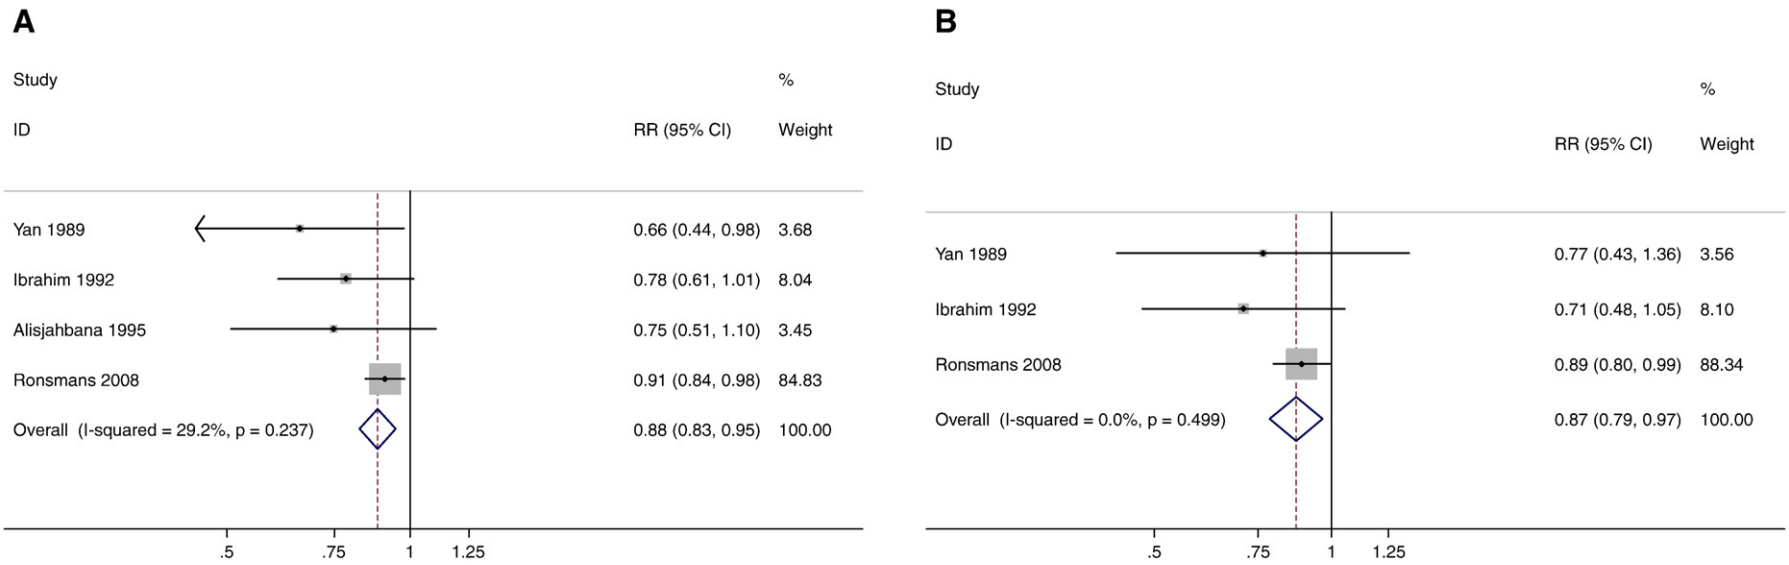 A
Study %
ID RR (95% CI) Weight
Yan 1989 0.66 (0.44, 0.98) 3.68
Ibrahim 1992 0.78 (0.61, 1.01) 8.04
Alisjahbana 1995 0.75 (0.51, 1.10) 3.45
Ronsmans 2008 0.91 (0.84, 0.98) 84.83
Overall (I-squared = 29.2%, p = 0.237) 0.88 (0.83, 0.95) 100.00
.5 .75 1 1.25
B
Study %
ID RR (95% CI) Weight
Yan 1989 0.77 (0.43, 1.36) 3.56
Ibrahim 1992 0.71 (0.48, 1.05) 8.10
Ronsmans 2008 0.89 (0.80, 0.99) 88.34
Overall (I-squared = 0.0%, p = 0.499) 0.87 (0.79, 0.97) 100.00
.5 .75 1 1.25